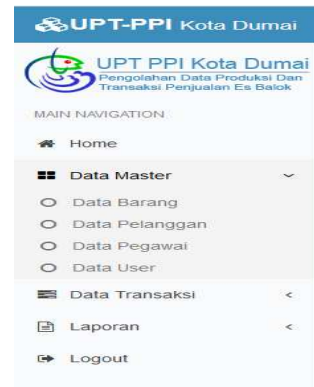 UPT-PPI Kota Dumai
UPT PPI Kota Dumai
Pengolahan Data Produksi Dan
Transaksi Penjualan Es Balok
MAIN NAVIGATION
Home
Data Master
Data Barang
Data Pelanggan
Data Pegawai
Data User
Data Transaksi
Laporan
Logout